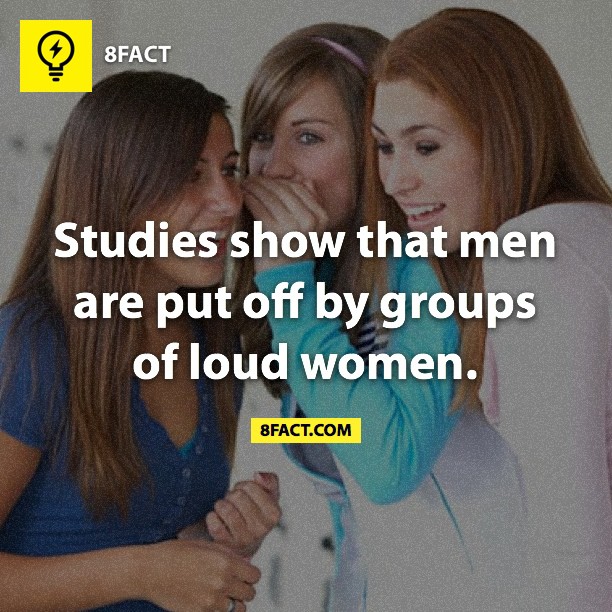 8FACT
Studies show that men
are put off by groups
of loud women.
8FACT.COM